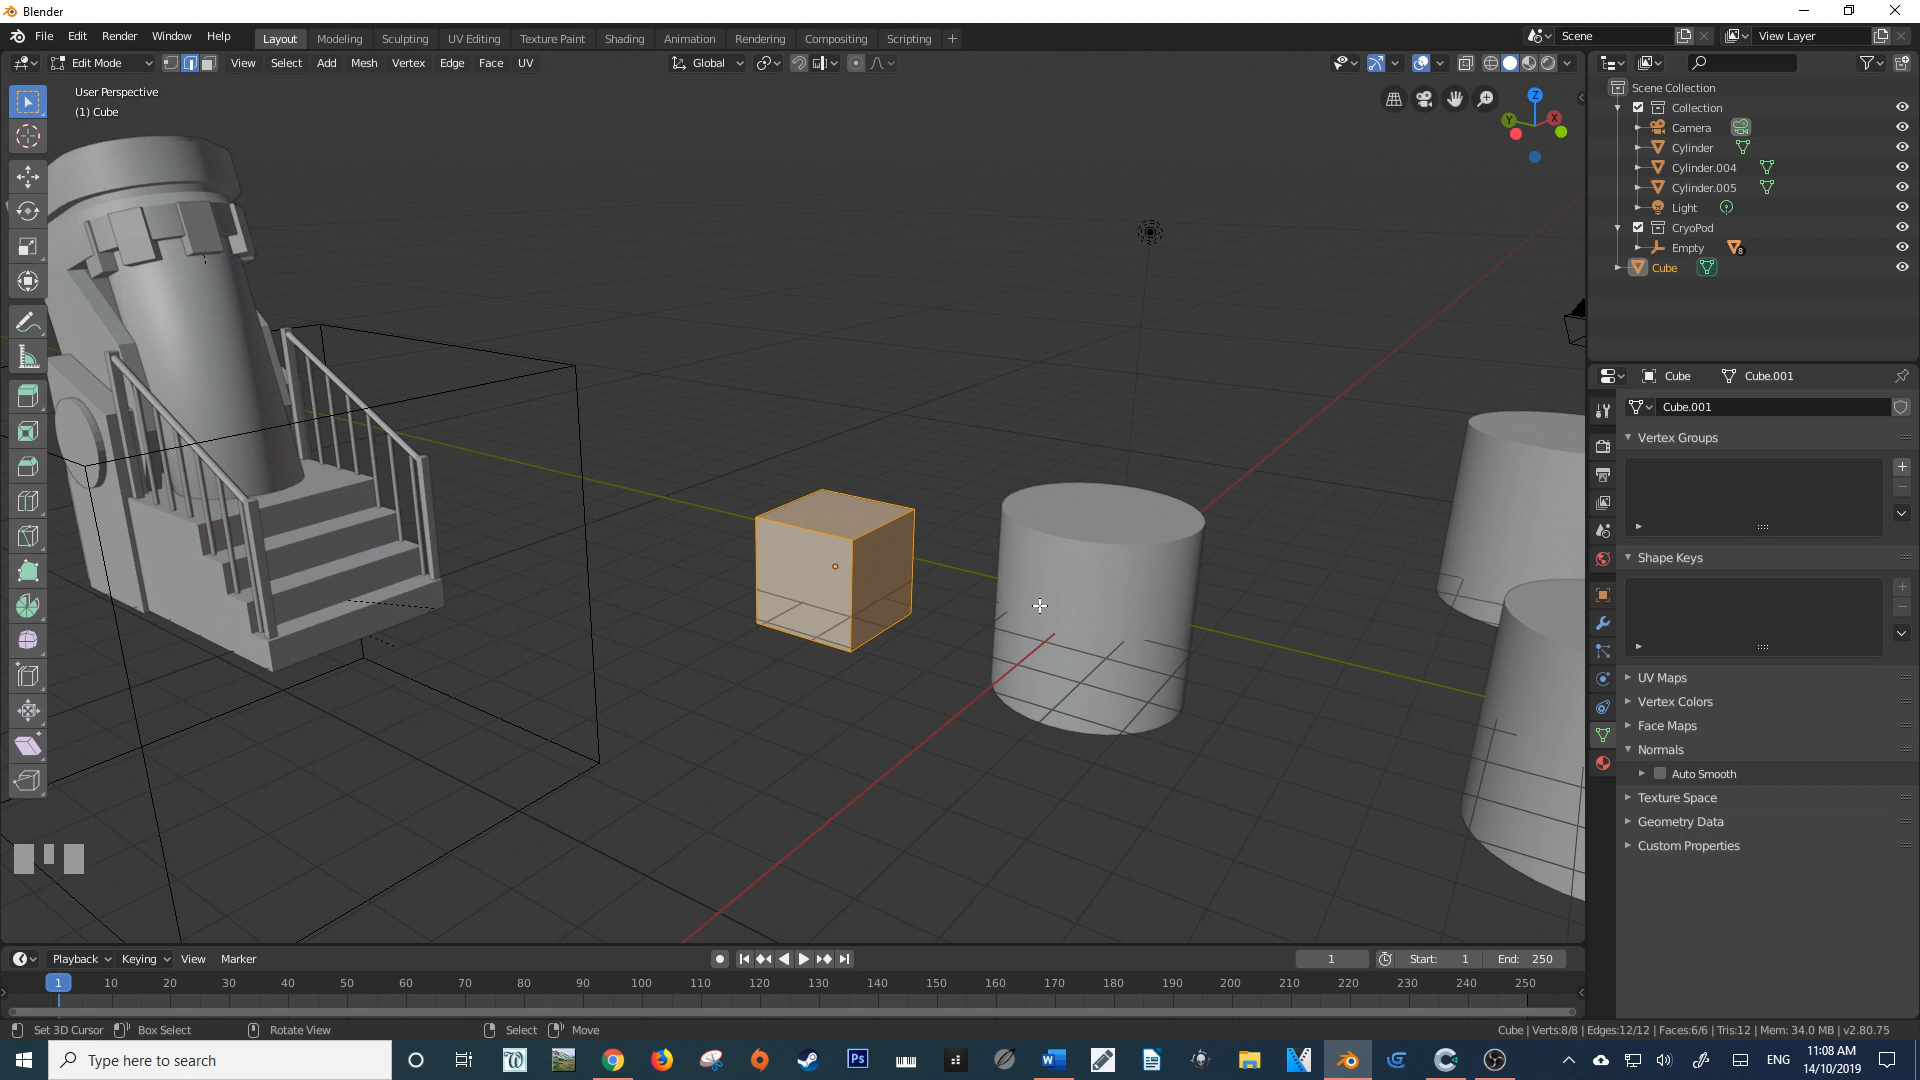 Blender
File Edit Render Window Help
Layout Modeling Sculpting UV Editing Texture Paint Shading Animation Rendering Compositing Scripting +
Scene View Layer
Edit Mode View Select Add Mesh Vertex Edge Face UV
Global
User Perspective
(1) Cube
Z
Y
X
Scene Collection
Collection
Camera
Cylinder
Cylinder.004
Cylinder.005
Light
CryoPod
Empty 8
Cube
Cube Cube.001
Cube.001
Vertex Groups
Shape Keys
UV Maps
Vertex Colors
Face Maps
Normals
Auto Smooth
Texture Space
Geometry Data
Custom Properties
Playback Keying View Marker
1 Start: 1 End: 250
1 10 20 30 40 50 60 70 80 90 100 110 120 130 140 150 160 170 180 190 200 210 220 230 240 250
Set 3D Cursor Box Select Rotate View Select Move
Cube | Verts:8/8 | Edges:12/12 | Faces:6/6 | Tris:12 | Mem: 34.0 MB | v2.80.75
Type here to search
Ps
ENG
11:08 AM
14/10/2019